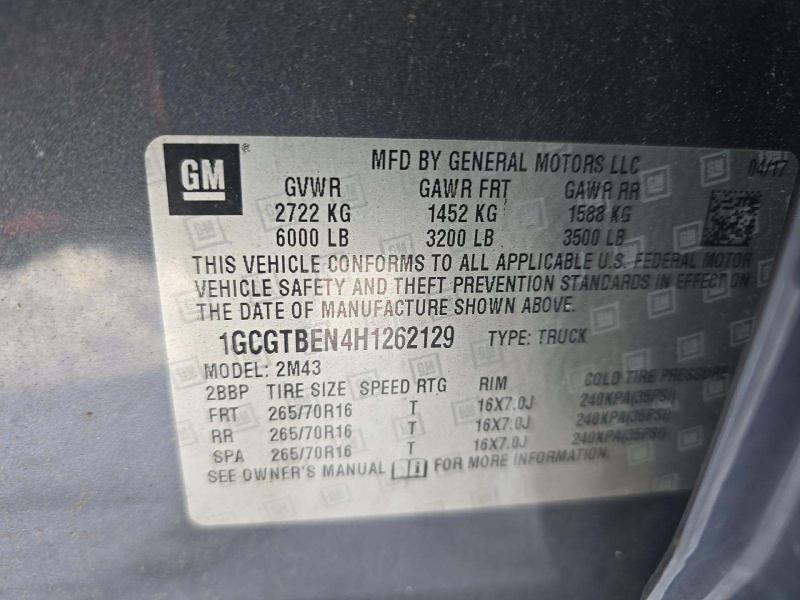 GM
MFD BY GENERAL MOTORS LLC 04/17
GVWR GAWR FRT GAWR RR
2722 KG 1452 KG 1588 KG
6000 LB 3200 LB 3500 LB
THIS VEHICLE CONFORMS TO ALL APPLICABLE U.S. FEDERAL MOTOR
VEHICLE SAFETY AND THEFT PREVENTION STANDARDS IN EFFECT ON
THE DATE OF MANUFACTURE SHOWN ABOVE.
1GCGTBEN4H1262129 TYPE: TRUCK
MODEL: 2M43
2BBP TIRE SIZE SPEED RTG RIM COLD TIRE PRESSURE
FRT 265/70R16 T 16X7.0J 240KPA(35PSI)
RR 265/70R16 T 16X7.0J 240KPA(35PSI)
SPA 265/70R16 T 16X7.0J 240KPA(35PSI)
SEE OWNER'S MANUAL FOR MORE INFORMATION.